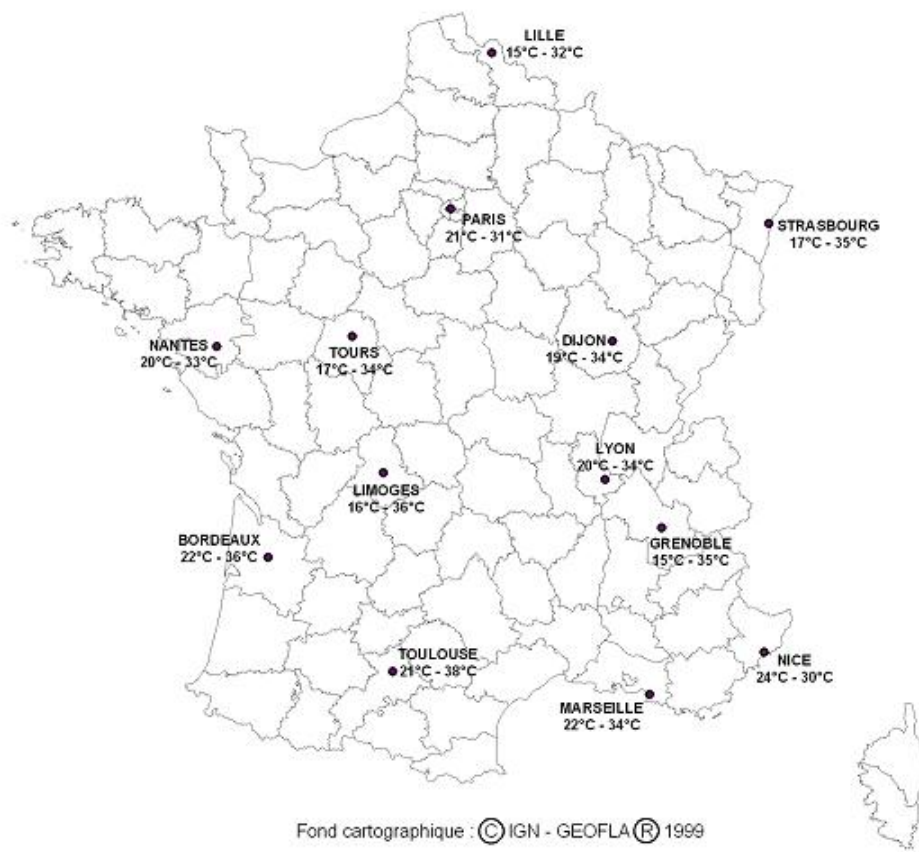 LILLE
15°C - 32°C
PARIS
21°C - 31°C
STRASBOURG
17°C - 35°C
NANTES
20°C - 33°C
TOURS
17°C - 34°C
DIJON
19°C - 34°C
LYON
20°C - 34°C
LIMOGES
16°C - 36°C
BORDEAUX
22°C - 36°C
GRENOBLE
15°C - 35°C
TOULOUSE
21°C - 38°C
NICE
24°C - 30°C
MARSEILLE
22°C - 34°C
Fond cartographique : © IGN - GEOFLA ® 1999